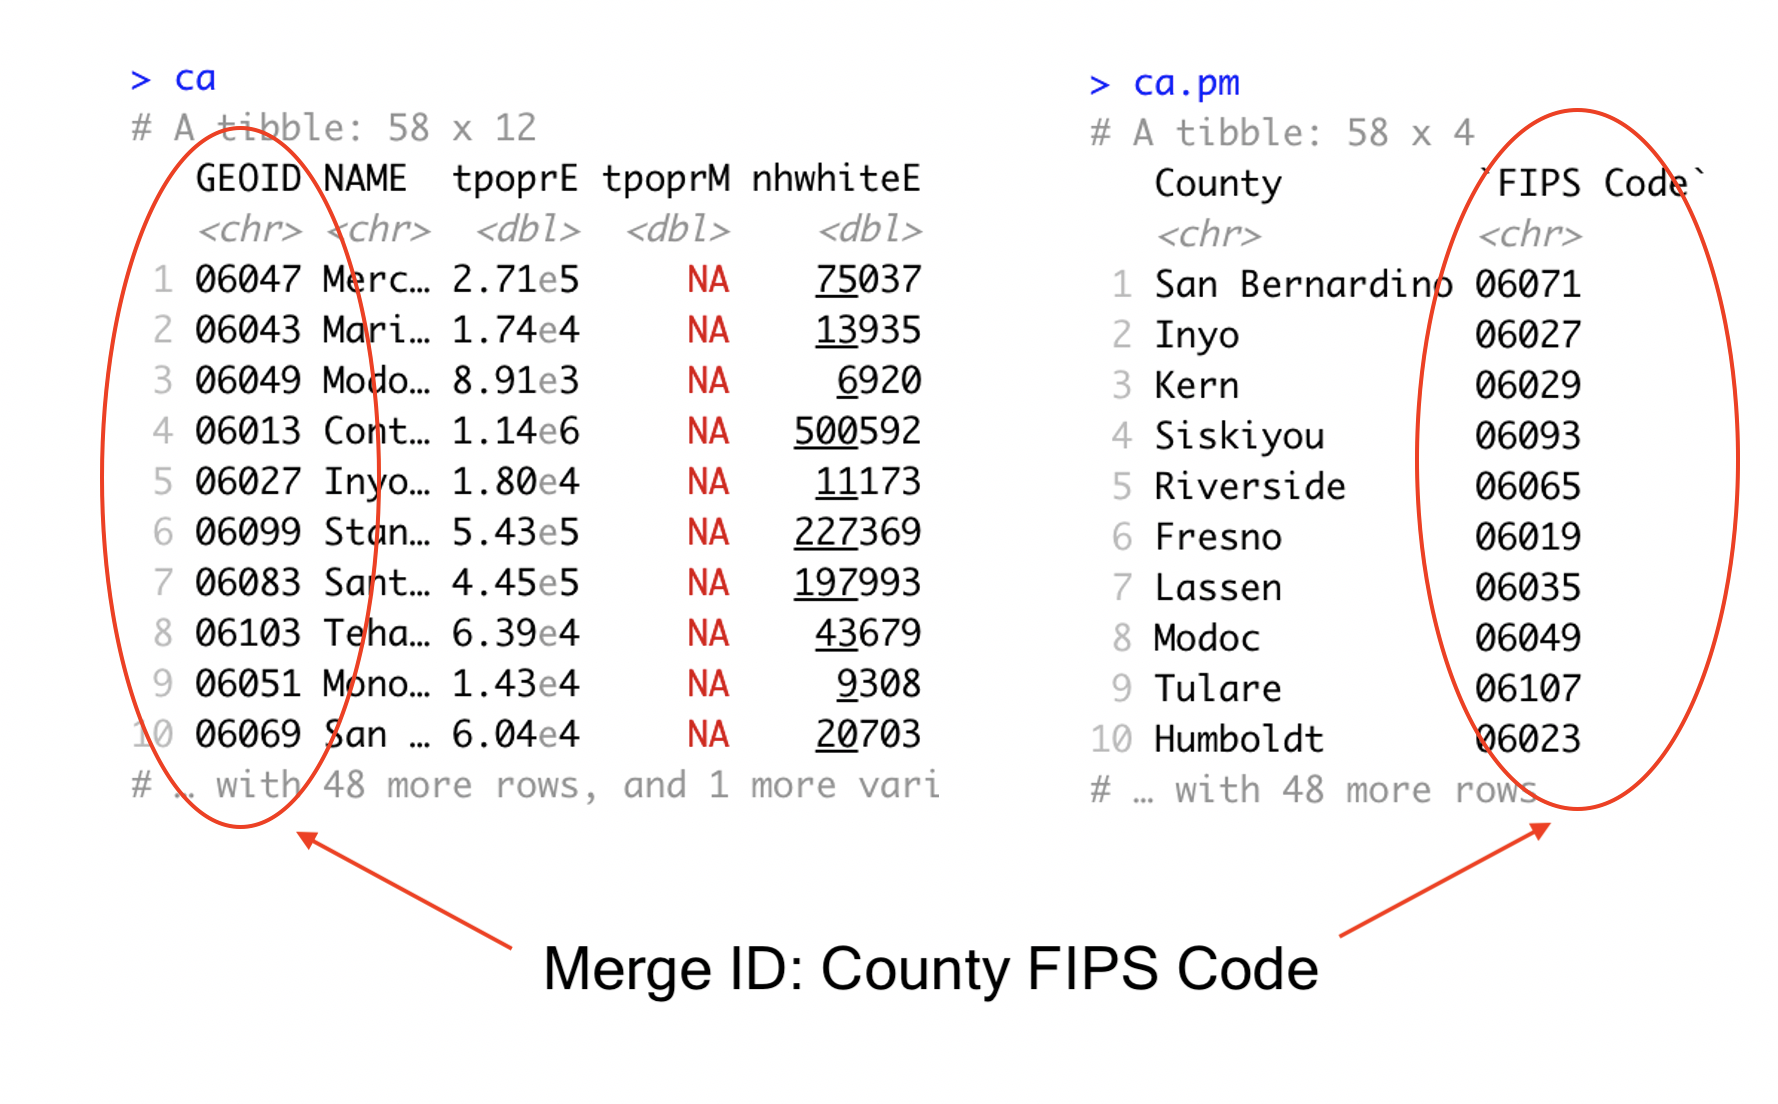 > ca
# A tibble: 58 x 12
GEOID NAME tpoprE tpoprM nhwhiteE
<chr> <chr> <dbl> <dbl> <dbl>
1 06047 Merc… 2.71e5 NA 75037
2 06043 Mari… 1.74e4 NA 13935
3 06049 Modo… 8.91e3 NA 6920
4 06013 Cont… 1.14e6 NA 500592
5 06027 Inyo… 1.80e4 NA 11173
6 06099 Stan… 5.43e5 NA 227369
7 06083 Sant… 4.45e5 NA 197993
8 06103 Teha… 6.39e4 NA 43679
9 06051 Mono… 1.43e4 NA 9308
10 06069 San … 6.04e4 NA 20703
# … with 48 more rows, and 1 more vari
> ca.pm
# A tibble: 58 x 4
County `FIPS Code`
<chr> <chr>
1 San Bernardino 06071
2 Inyo 06027
3 Kern 06029
4 Siskiyou 06093
5 Riverside 06065
6 Fresno 06019
7 Lassen 06035
8 Modoc 06049
9 Tulare 06107
10 Humboldt 06023
# … with 48 more rows
Merge ID: County FIPS Code